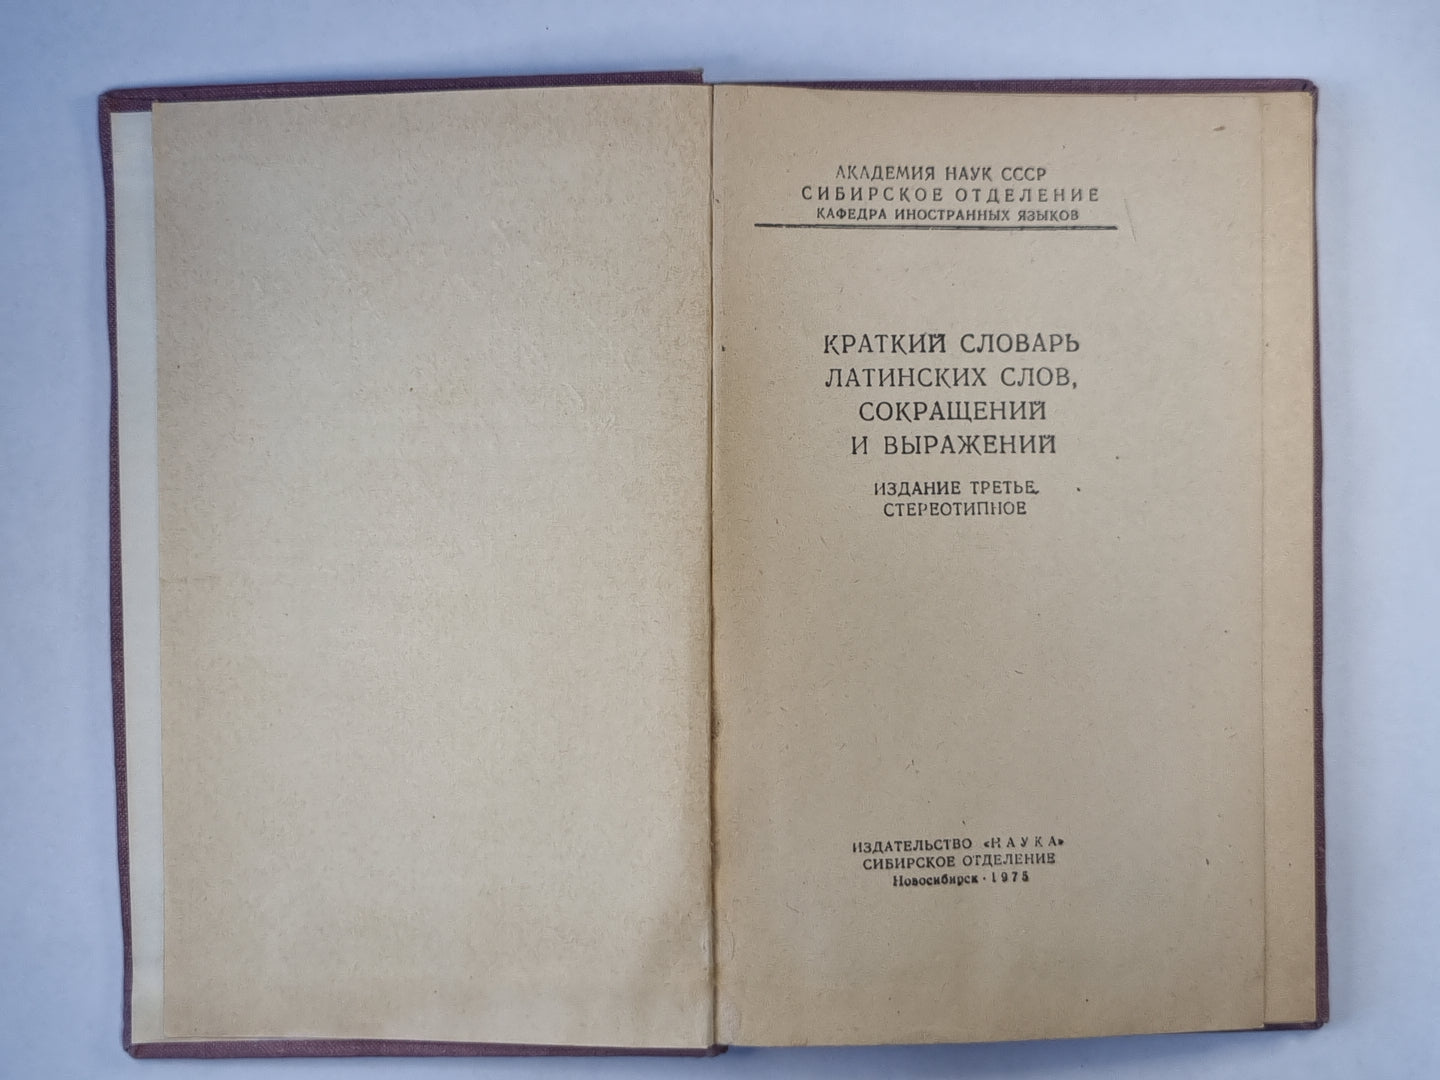 АКАДЕМИЯ НАУК СССР
СИБИРСКОЕ ОТДЕЛЕНИЕ
КАФЕДРА ИНОСТРАННЫХ ЯЗЫКОВ
КРАТКИЙ СЛОВАРЬ
ЛАТИНСКИХ СЛОВ,
СОКРАЩЕНИЙ
И ВЫРАЖЕНИЙ
ИЗДАНИЕ ТРЕТЬЕ,
СТЕРЕОТИПНОЕ
ИЗДАТЕЛЬСТВО «НАУКА»
СИБИРСКОЕ ОТДЕЛЕНИЕ
Новосибирск · 1975